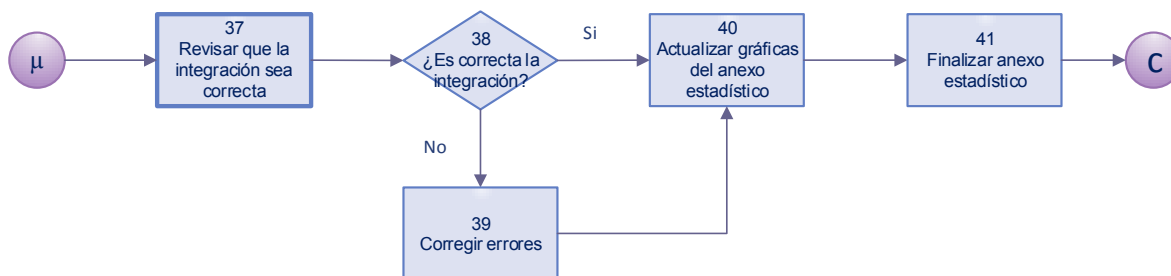 μ
37
Revisar que la
integración sea
correcta
38
¿Es correcta la
integración?
Si
No
39
Corregir errores
40
Actualizar gráficas
del anexo
estadístico
41
Finalizar anexo
estadístico
C